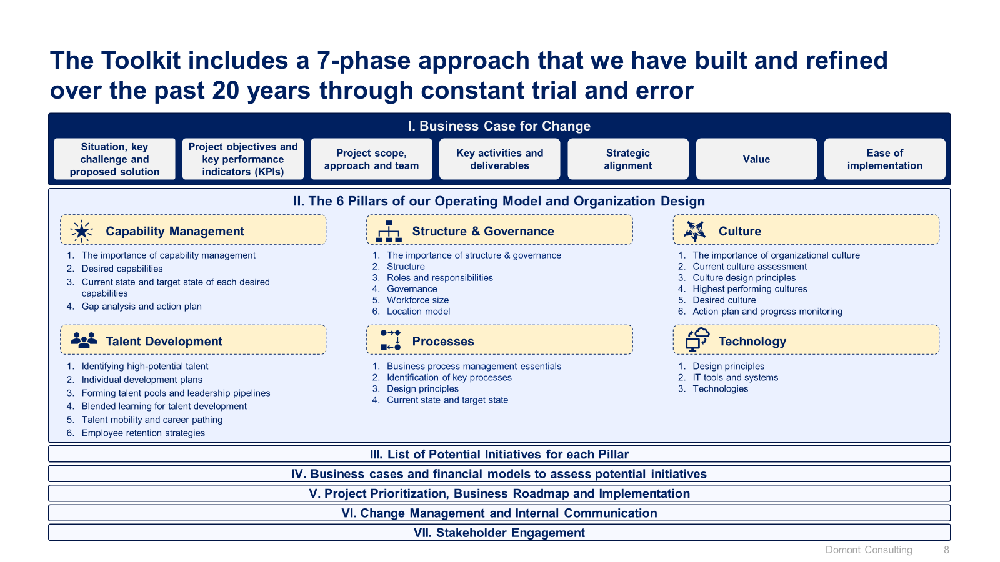 The Toolkit includes a 7-phase approach that we have built and refined
over the past 20 years through constant trial and error
I. Business Case for Change
Situation, key
challenge and
proposed solution
Project objectives and
key performance
indicators (KPIs)
Project scope,
approach and team
Key activities and
deliverables
Strategic
alignment
Value
Ease of
implementation
II. The 6 Pillars of our Operating Model and Organization Design
Capability Management
1. The importance of capability management
2. Desired capabilities
3. Current state and target state of each desired
capabilities
4. Gap analysis and action plan
Structure & Governance
1. The importance of structure & governance
2. Structure
3. Roles and responsibilities
4. Governance
5. Workforce size
6. Location model
Culture
1. The importance of organizational culture
2. Current culture assessment
3. Culture design principles
4. Highest performing cultures
5. Desired culture
6. Action plan and progress monitoring
Talent Development
1. Identifying high-potential talent
2. Individual development plans
3. Forming talent pools and leadership pipelines
4. Blended learning for talent development
5. Talent mobility and career pathing
6. Employee retention strategies
Processes
1. Business process management essentials
2. Identification of key processes
3. Design principles
4. Current state and target state
Technology
1. Design principles
2. IT tools and systems
3. Technologies
III. List of Potential Initiatives for each Pillar
IV. Business cases and financial models to assess potential initiatives
V. Project Prioritization, Business Roadmap and Implementation
VI. Change Management and Internal Communication
VII. Stakeholder Engagement
Domont Consulting 8